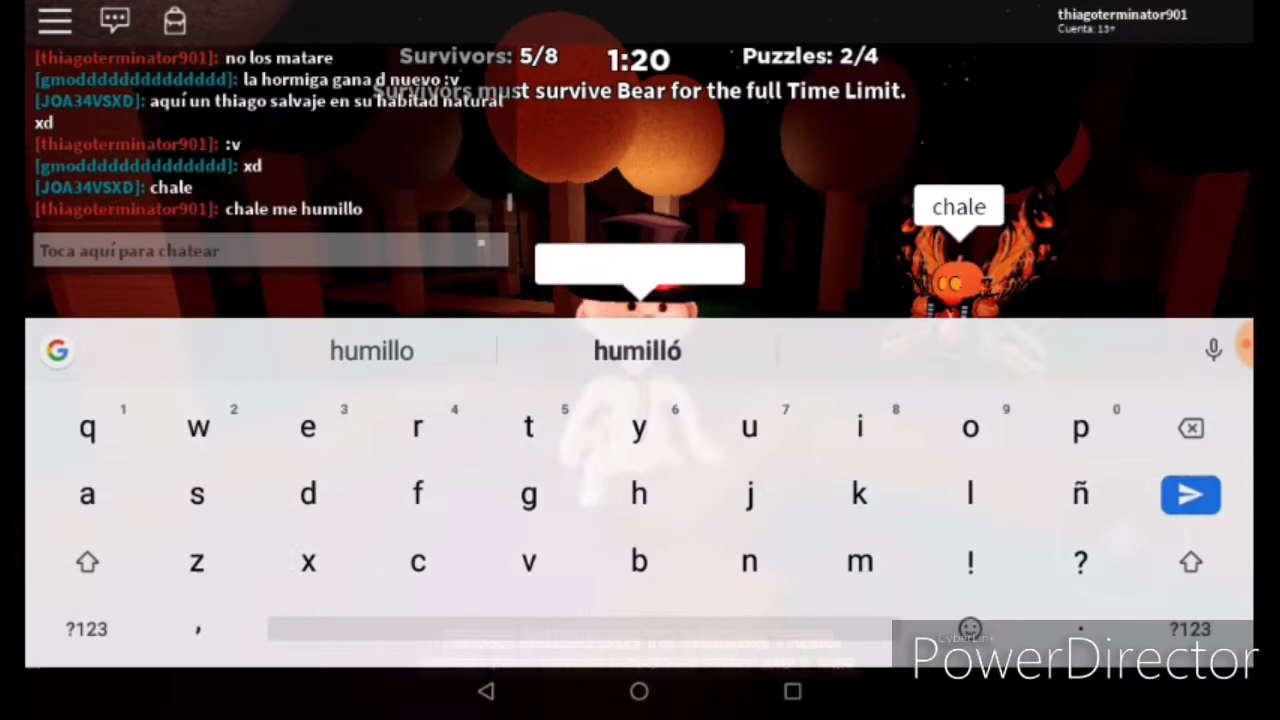 thiagoterminator901
Cuenta: 13+
Survivors: 5/8
1:20
Puzzles: 2/4
Survivors must survive Bear for the full Time Limit.
[thiagoterminator901]: no los matare
[gmodddddddddddddd]: la hormiga gana d nuevo :v
[JOA34VSXD]: aquí un thiago salvaje en su habitad natural
xd
[thiagoterminator901]: :v
[gmodddddddddddddd]: xd
[JOA34VSXD]: chale
[thiagoterminator901]: chale me humillo
Toca aquí para chatear
chale
G humillo humilló
1 2 3 4 5 6 7 8 9 0
q w e r t y u i o p
a s d f g h j k l ñ
z x c v b n m ! ?
?123 , . ?123
CyberLink
PowerDirector